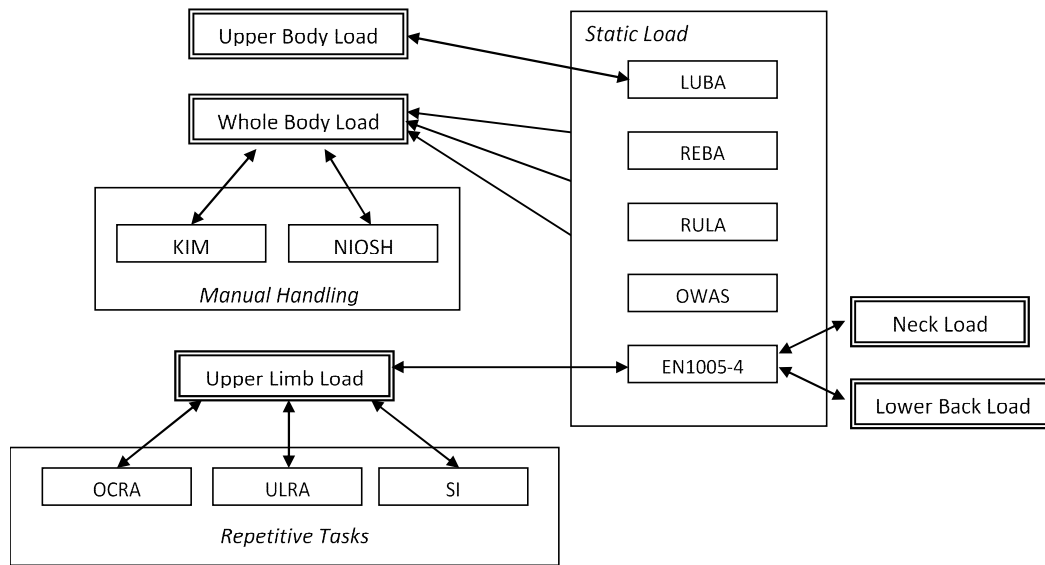 Upper Body Load
Static Load
LUBA
Whole Body Load
REBA
RULA
KIM
NIOSH
Manual Handling
OWAS
Neck Load
EN1005-4
Upper Limb Load
Lower Back Load
OCRA
ULRA
SI
Repetitive Tasks